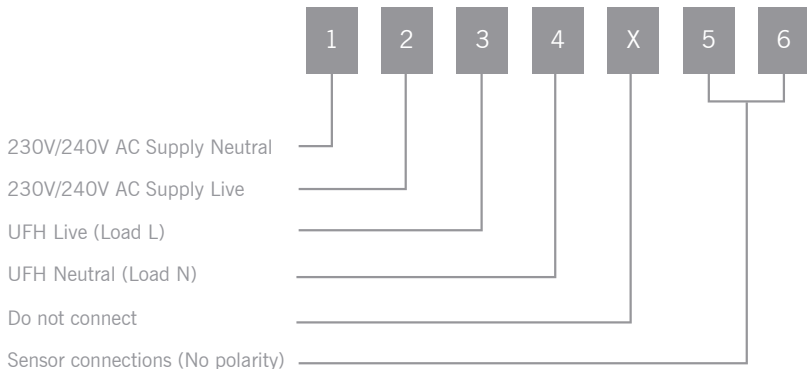 1 2 3 4 X 5 6
230V/240V AC Supply Neutral
230V/240V AC Supply Live
UFH Live (Load L)
UFH Neutral (Load N)
Do not connect
Sensor connections (No polarity)